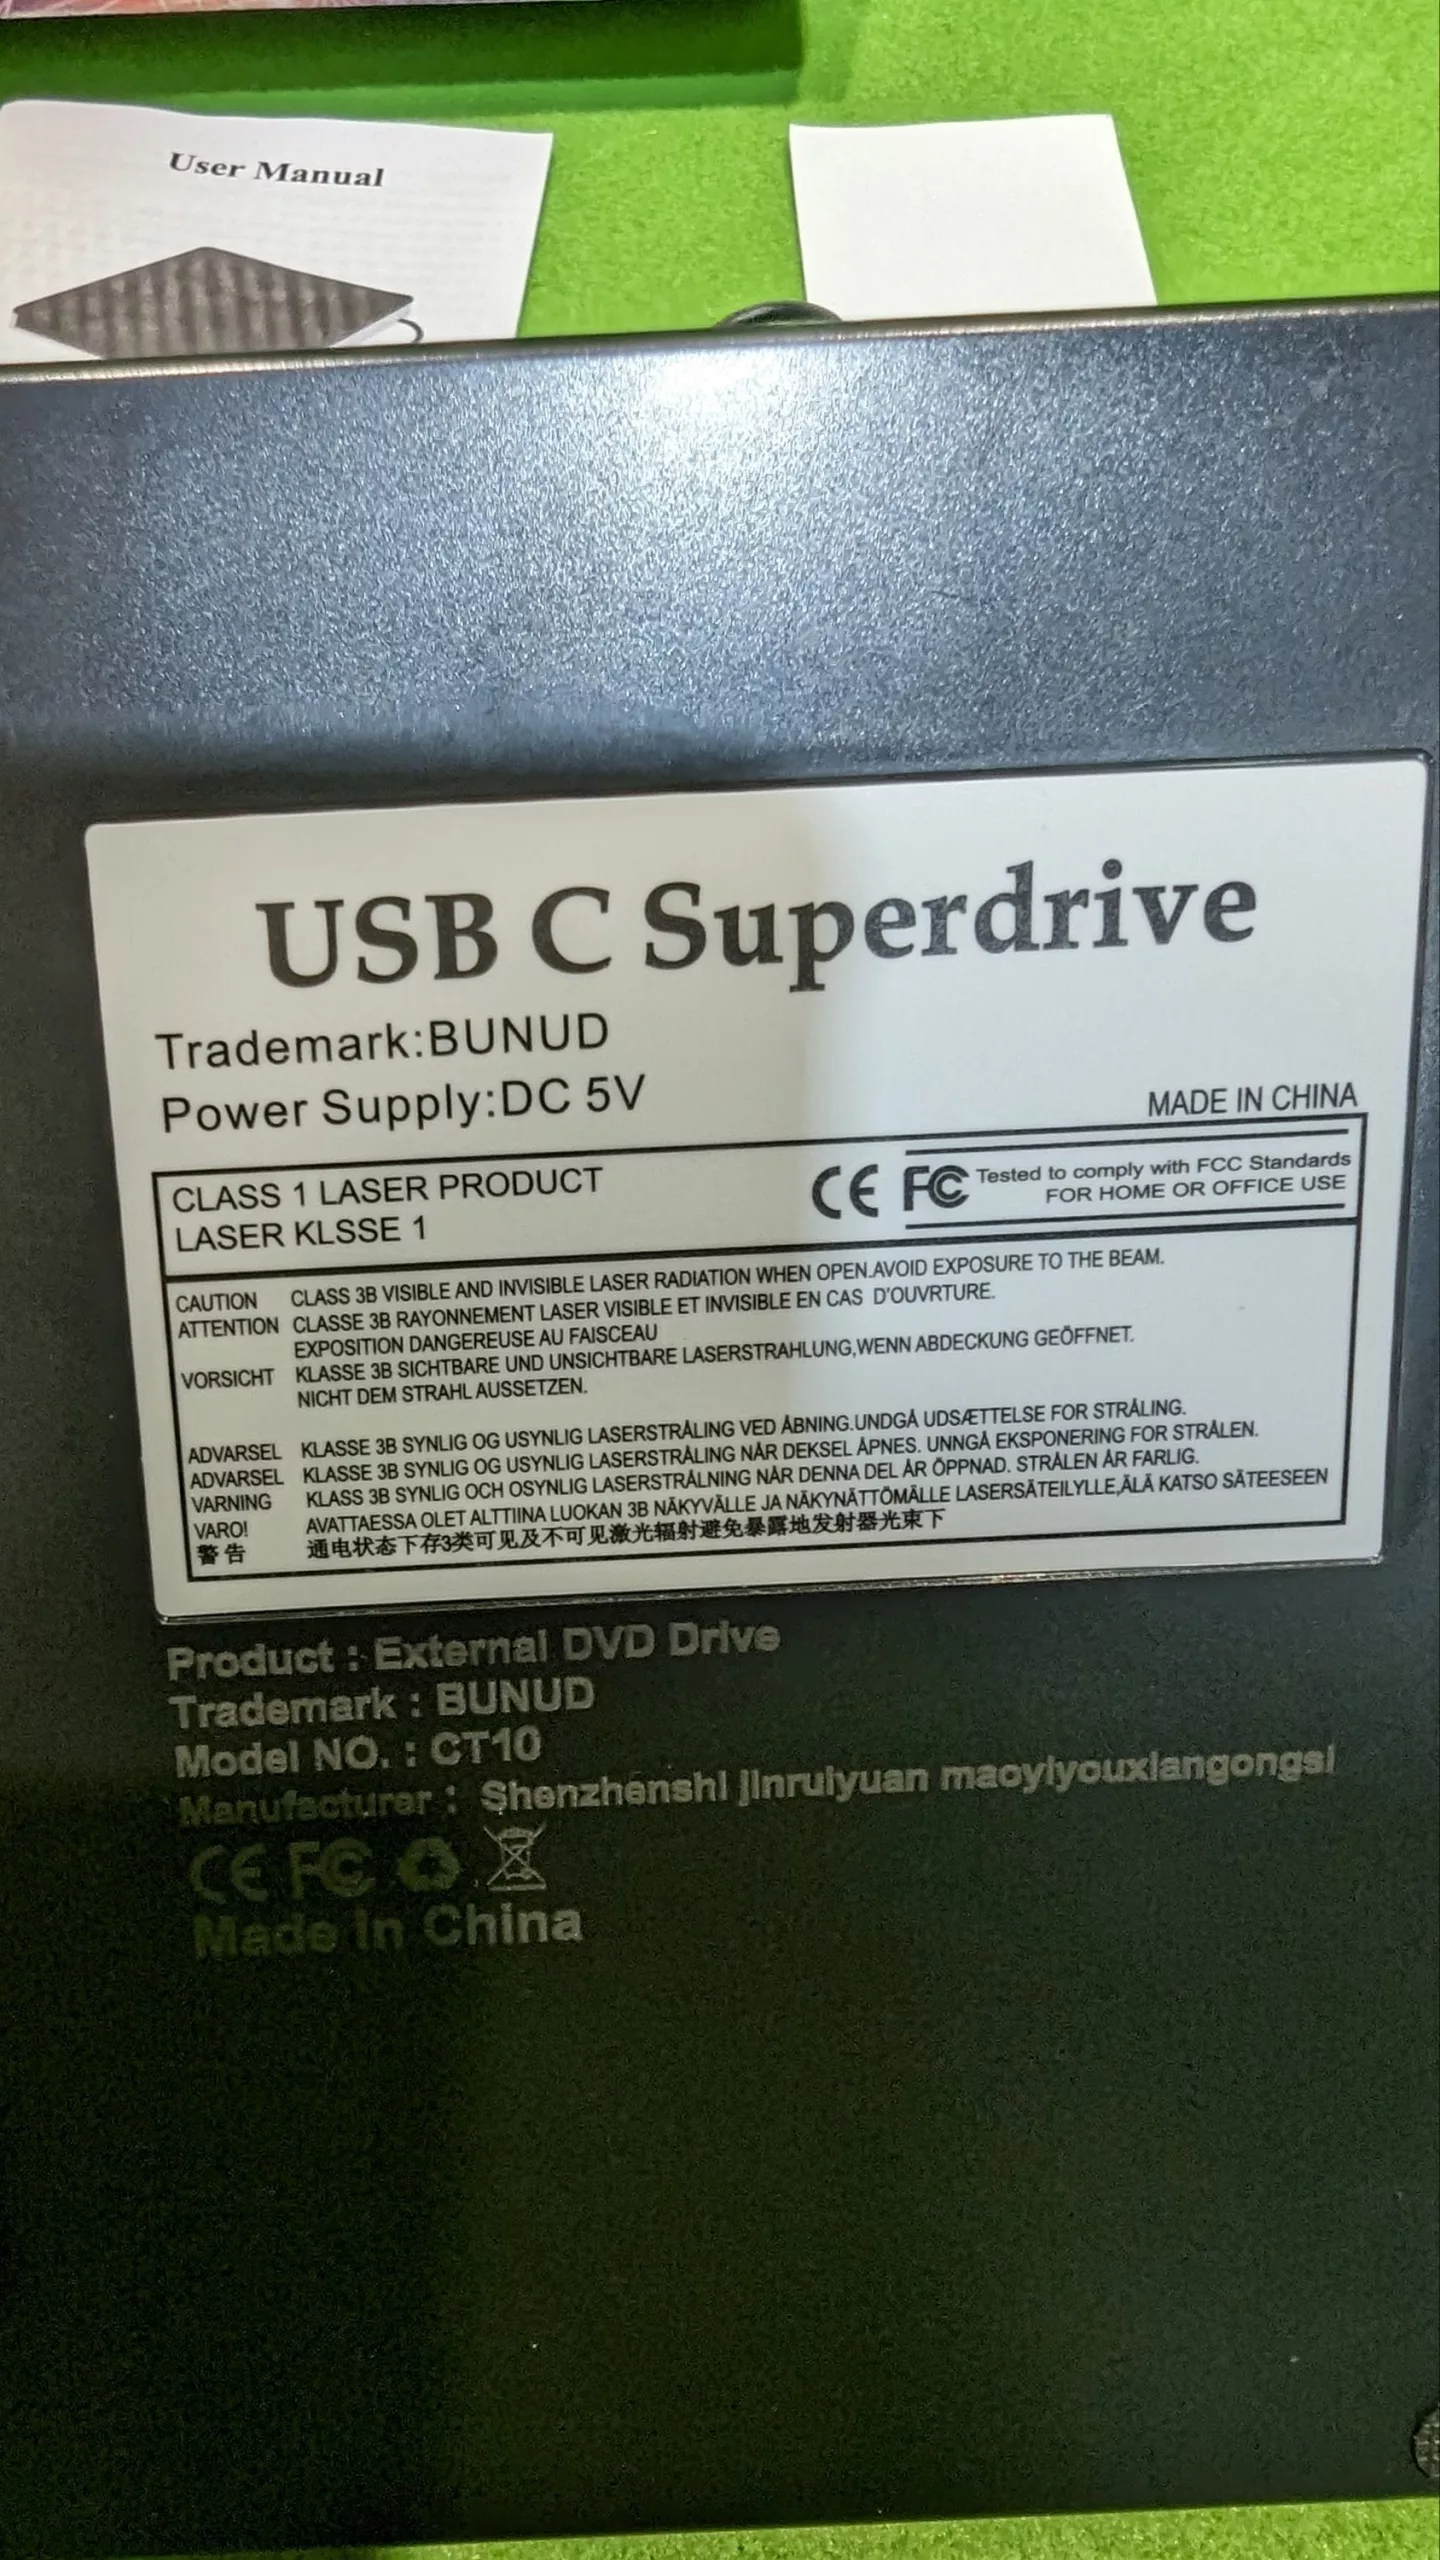 User Manual
USB C Superdrive
Trademark:BUNUD
Power Supply:DC 5V
MADE IN CHINA
CLASS 1 LASER PRODUCT
LASER KLSSE 1
CE FC Tested to comply with FCC Standards
FOR HOME OR OFFICE USE
CAUTION CLASS 3B VISIBLE AND INVISIBLE LASER RADIATION WHEN OPEN.AVOID EXPOSURE TO THE BEAM.
ATTENTION CLASSE 3B RAYONNEMENT LASER VISIBLE ET INVISIBLE EN CAS D'OUVRTURE.
EXPOSITION DANGEREUSE AU FAISCEAU
VORSICHT KLASSE 3B SICHTBARE UND UNSICHTBARE LASERSTRAHLUNG,WENN ABDECKUNG GEÖFFNET.
NICHT DEM STRAHL AUSSETZEN.
ADVARSEL KLASSE 3B SYNLIG OG USYNLIG LASERSTRÅLING VED ÅBNING.UNDGÅ UDSÆTTELSE FOR STRÅLING.
ADVARSEL KLASSE 3B SYNLIG OG USYNLIG LASERSTRÅLING NÅR DEKSEL ÅPNES. UNNGÅ EKSPONERING FOR STRÅLEN.
VARNING KLASS 3B SYNLIG OCH OSYNLIG LASERSTRÅLNING NÅR DENNA DEL ÅR ÖPPNAD. STRÅLEN ÅR FARLIG.
VARO! AVATTAESSA OLET ALTTIINA LUOKAN 3B NÄKYVÄLLE JA NÄKYNÄTTÖMÄLLE LASERSÄTEILYLLE,ÄLÄ KATSO SÄTEESEEN
警告 通电状态下存3类可见及不可见激光辐射避免暴露地发射器光束下
Product : External DVD Drive
Trademark : BUNUD
Model NO. : CT10
Manufacturer : Shenzhenshi jinruiyuan maoyiyouxiangongsi
CE FC
Made in China